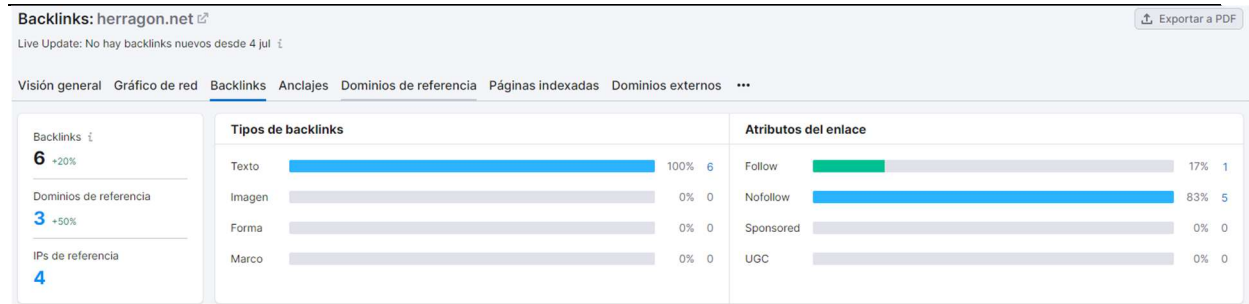 Backlinks: herragon.net
Exportar a PDF
Live Update: No hay backlinks nuevos desde 4 jul i
Visión general Gráfico de red Backlinks Anclajes Dominios de referencia Páginas indexadas Dominios externos •••
Backlinks i
6 +20%
Dominios de referencia
3 +50%
IPs de referencia
4
Tipos de backlinks
Texto 100% 6
Imagen 0% 0
Forma 0% 0
Marco 0% 0
Atributos del enlace
Follow 17% 1
Nofollow 83% 5
Sponsored 0% 0
UGC 0% 0